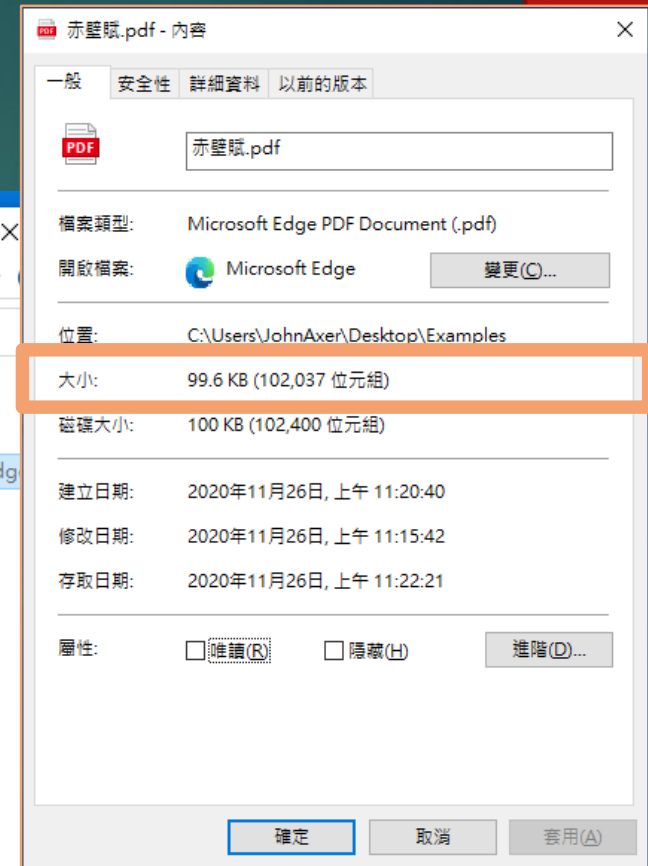 赤壁賦.pdf - 內容
一般 安全性 詳細資料 以前的版本
PDF
赤壁賦.pdf
檔案類型: Microsoft Edge PDF Document (.pdf)
開啟檔案: Microsoft Edge 變更(C)...
位置: C:\Users\JohnAxer\Desktop\Examples
大小: 99.6 KB (102,037 位元組)
磁碟大小: 100 KB (102,400 位元組)
建立日期: 2020年11月26日, 上午 11:20:40
修改日期: 2020年11月26日, 上午 11:15:42
存取日期: 2020年11月26日, 上午 11:22:21
屬性: 唯讀(R) 隱藏(H) 進階(D)...
確定 取消 套用(A)